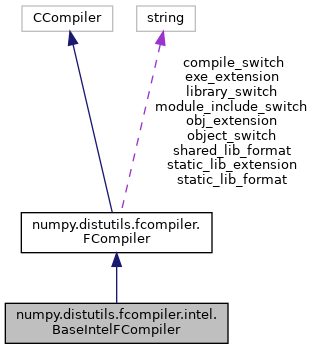 CCompiler
string
compile_switch
exe_extension
library_switch
module_include_switch
obj_extension
object_switch
shared_lib_format
static_lib_extension
static_lib_format
numpy.distutils.fcompiler.
FCompiler
numpy.distutils.fcompiler.intel.
BaseIntelFCompiler